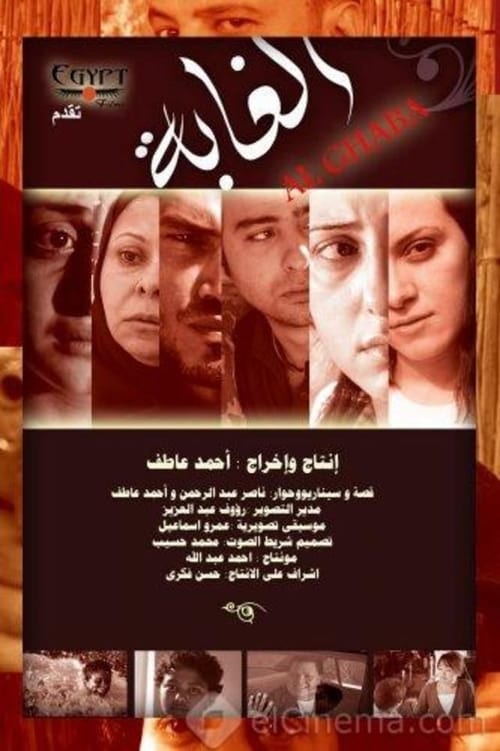 EGYPT
Films
تقدم
الغابة
AL GHABA
إنتاج وإخراج : أحمد عاطف
قصة و سيناريووحوار: ناصر عبد الرحمن و أحمد عاطف
مدير التصوير: رؤوف عبد العزيز
موسيقى تصويرية : عمرو اسماعيل
تصميم شريط الصوت: محمد حسيب
مونتاج : احمد عبد الله
اشراف على الانتاج: حسن فكرى
elCinema.com